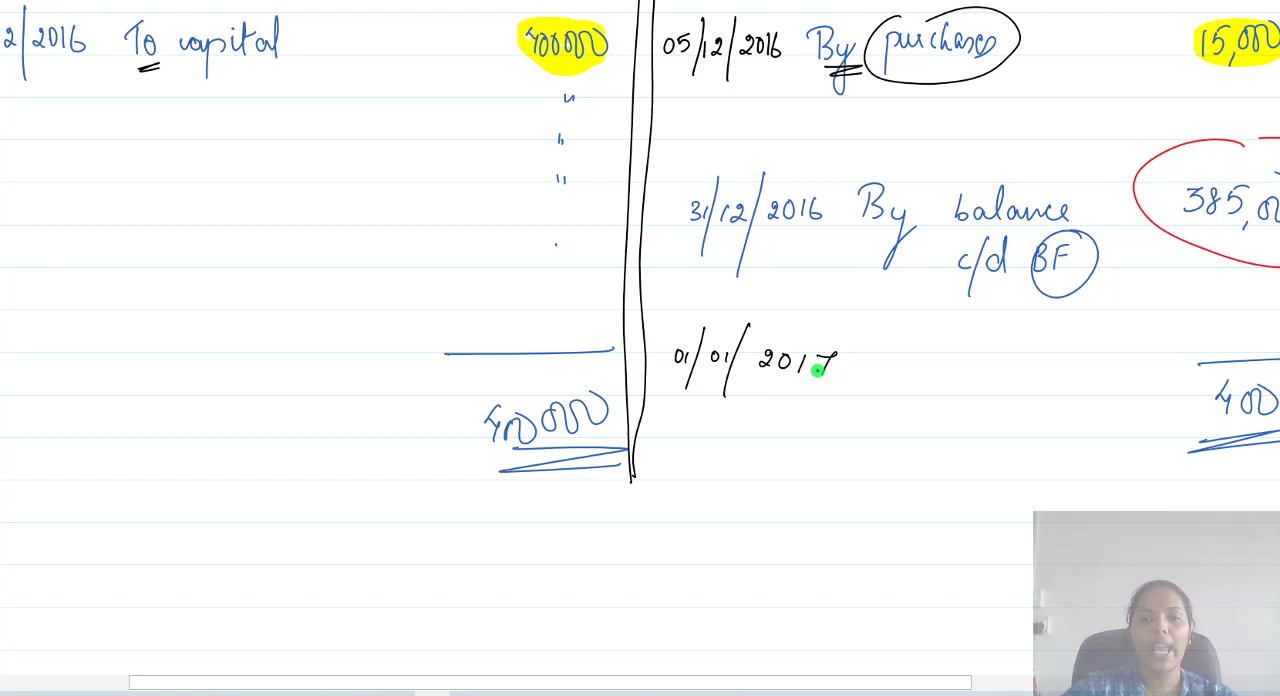 2/2016 To capital 400000 05/12/2016 By purchases 15,000
"
"
"
31/12/2016 By balance 385,00
c/d BF
01/01/2017
400000 400